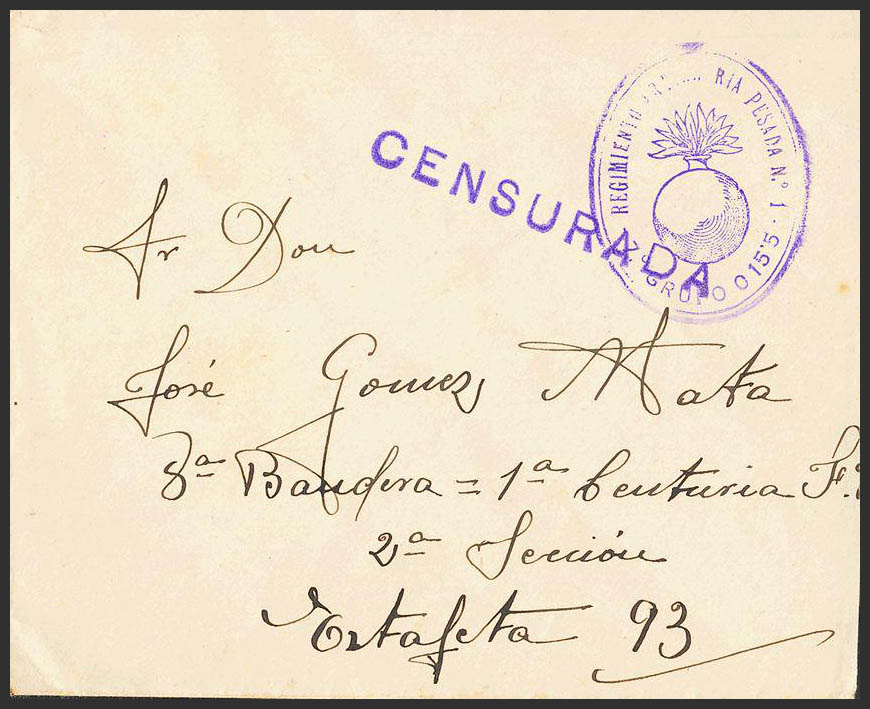 CENSURADA
REGIMIENTO RIA PESADA N.º 1
GRUPO 015'5
Sr Don
José Gomez Mata
8ª Bandera = 1ª Centuria F.
2ª Sección
Estafeta 93